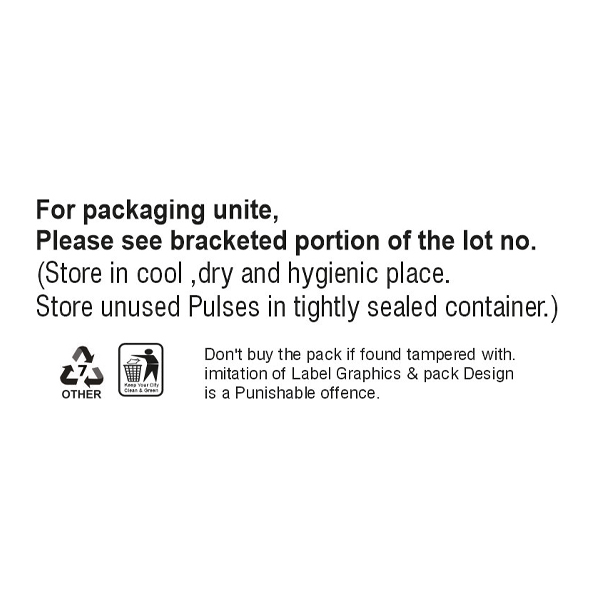 For packaging unite,
Please see bracketed portion of the lot no.
(Store in cool ,dry and hygienic place.
Store unused Pulses in tightly sealed container.)
7
OTHER
Keep Your City
Clean & Green
Don't buy the pack if found tampered with.
imitation of Label Graphics & pack Design
is a Punishable offence.